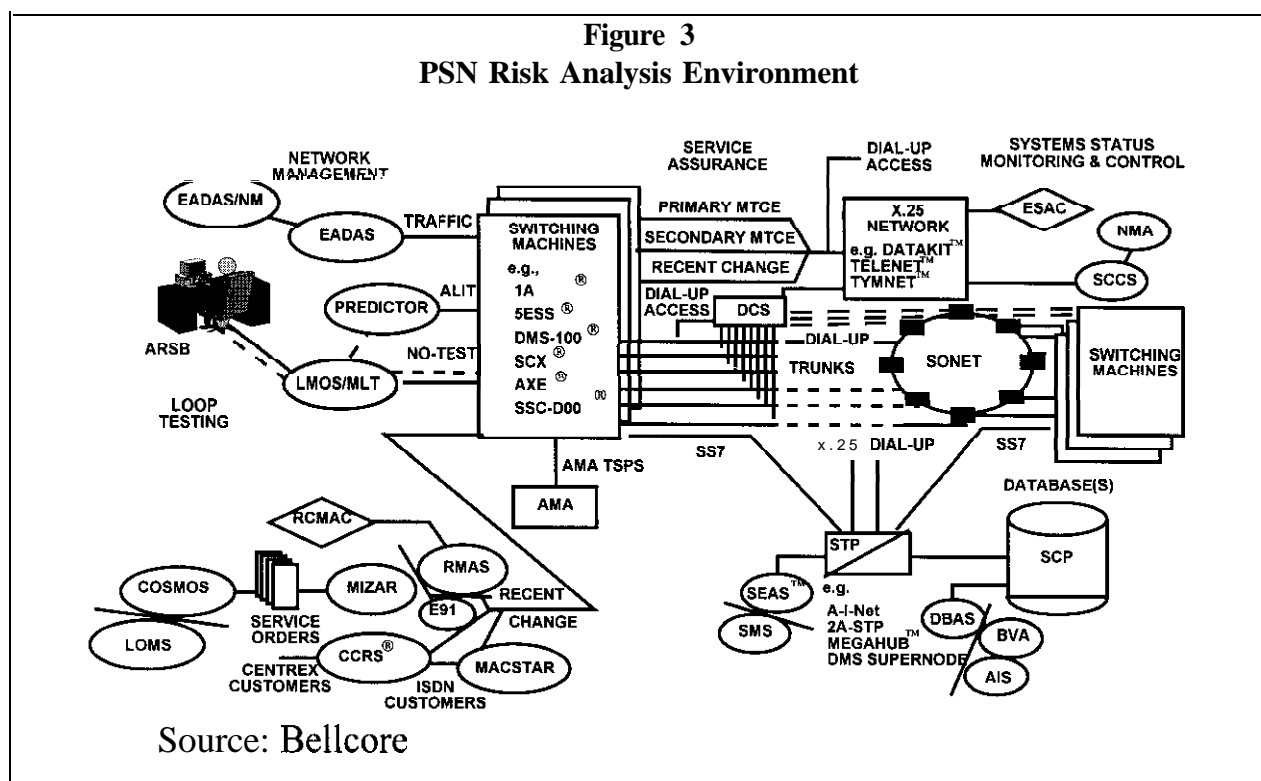 Figure 3
PSN Risk Analysis Environment
NETWORK
MANAGEMENT
SERVICE
ASSURANCE
DIAL-UP
ACCESS
SYSTEMS STATUS
MONITORING & CONTROL
EADAS/NM
EADAS
TRAFFIC
SWITCHING
MACHINES
e.g.,
1A ®
5ESS ®
DMS-100 ®
SCX ®
AXE ®
SSC-D00
PRIMARY MTCE
SECONDARY MTCE
RECENT CHANGE
X.25
NETWORK
e.g. DATAKIT™
TELENET™
TYMNET™
ESAC
NMA
SCCS
ARSB
PREDICTOR
ALIT
NO-TEST
LMOS/MLT
LOOP
TESTING
DIAL-UP
ACCESS
DCS
DIAL-UP
TRUNKS
SONET
SWITCHING
MACHINES
AMA TSPS
AMA
SS7
x.25 DIAL-UP
SS7
DATABASE(S)
RCMAC
RMAS
COSMOS
LOMS
SERVICE
ORDERS
MIZAR
E91
RECENT
CHANGE
CENTREX
CUSTOMERS
CCRS®
ISDN
CUSTOMERS
MACSTAR
STP
SCP
SEAS™
SMS
e.g.
A-I-Net
2A-STP
MEGAHUB™
DMS SUPERNODE
DBAS
BVA
AIS
Source: Bellcore